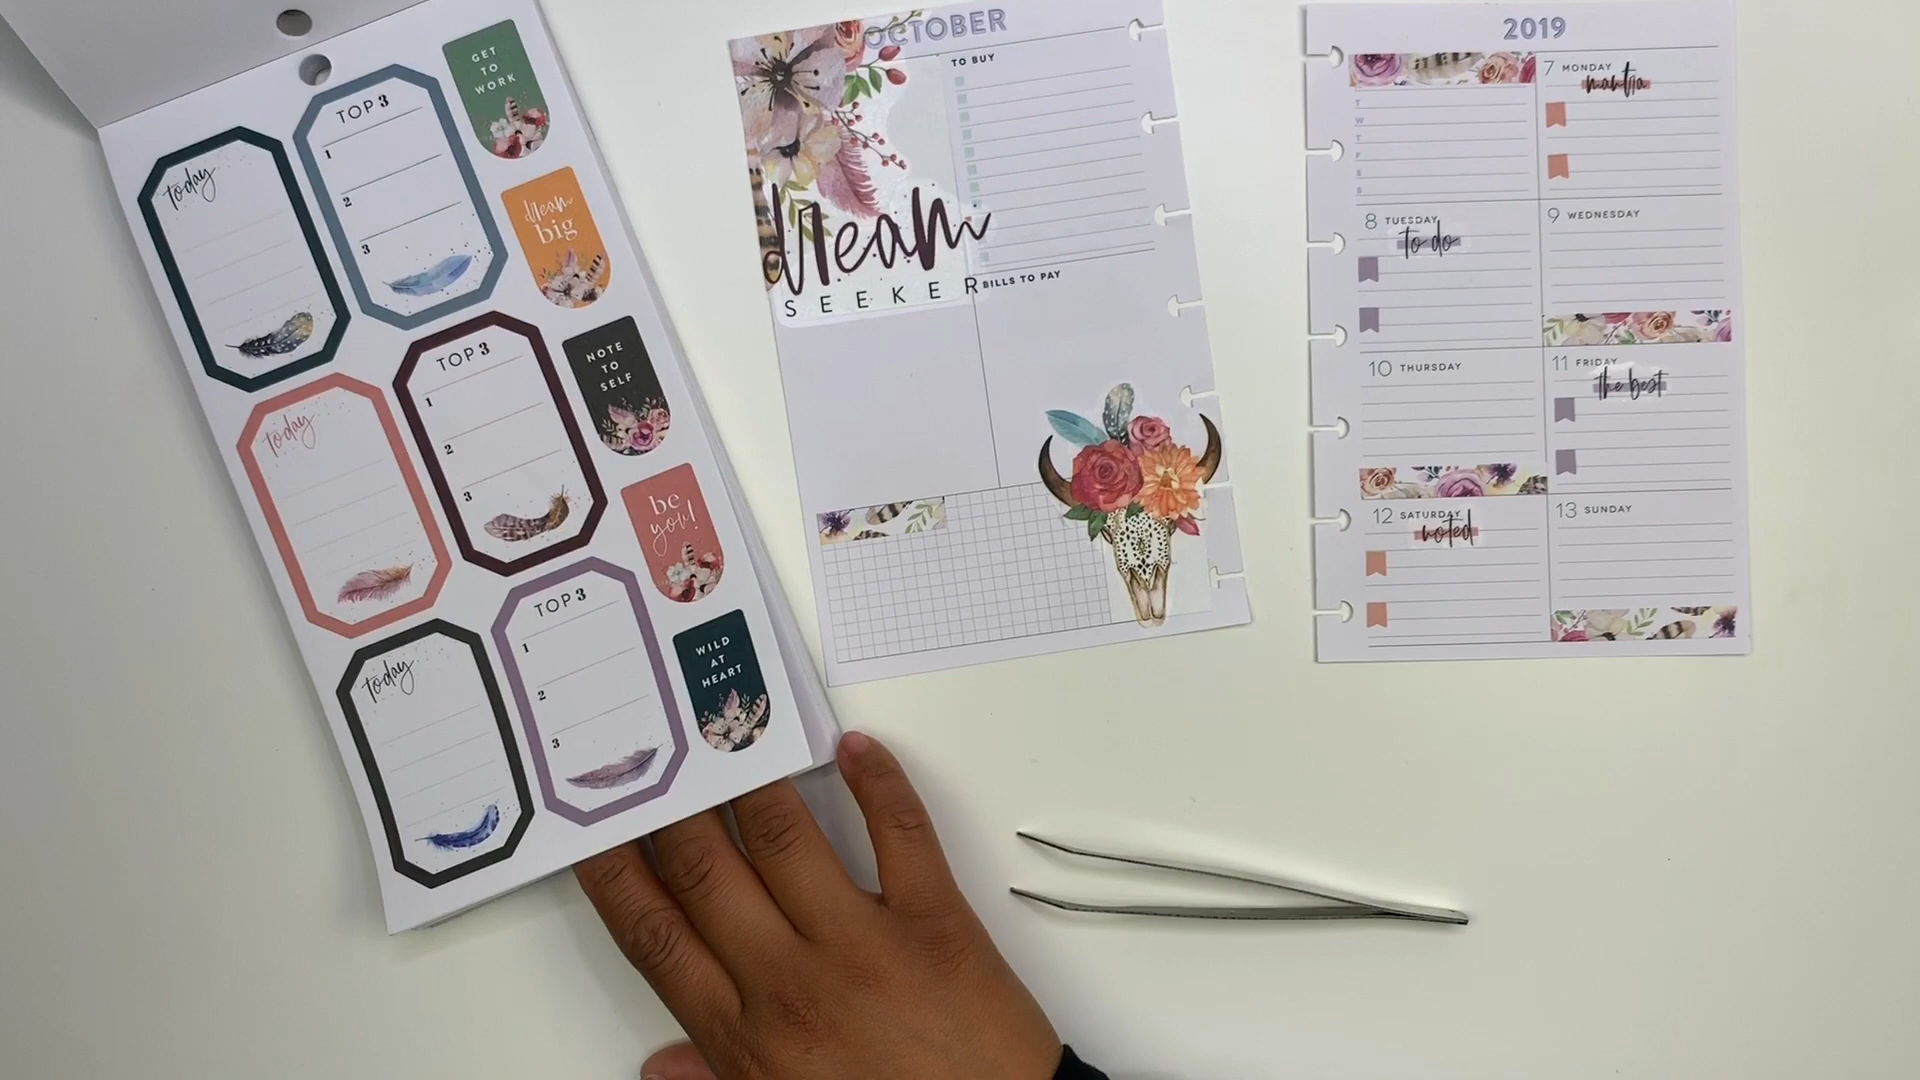 today
TOP 3
1
2
3
GET
TO
WORK
dream
big
today
TOP 3
1
2
3
NOTE
TO
SELF
be
you!
today
TOP 3
1
2
3
WILD
AT
HEART
OCTOBER
TO BUY
dream
SEEKER
BILLS TO PAY
2019
T
W
T
F
S
S
7 MONDAY
mantra
8 TUESDAY
to do
9 WEDNESDAY
10 THURSDAY
11 FRIDAY
the best
12 SATURDAY
noted
13 SUNDAY